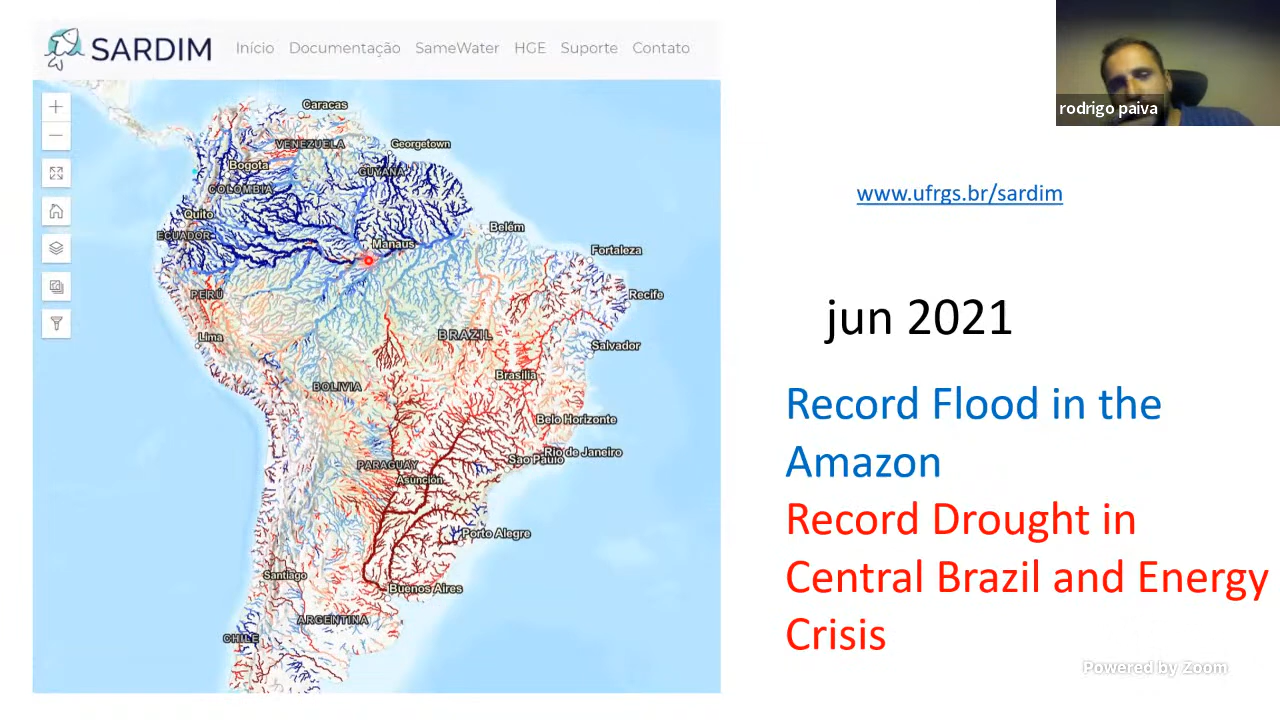 SARDIM
Início Documentação SameWater HGE Suporte Contato
rodrigo paiva
Caracas
VENEZUELA
Georgetown
Bogota
GUYANA
COLOMBIA
Quito
ECUADOR
Manaus
Belém
Fortaleza
PERÚ
Recife
Lima
BRAZIL
Salvador
Brasília
BOLIVIA
Belo Horizonte
Rio de Janeiro
Sao Paulo
PARAGUAY
Asuncion
Porto Alegre
Santiago
Buenos Aires
ARGENTINA
CHILE
www.ufrgs.br/sardim
jun 2021
Record Flood in the
Amazon
Record Drought in
Central Brazil and Energy
Crisis
Powered by Zoom